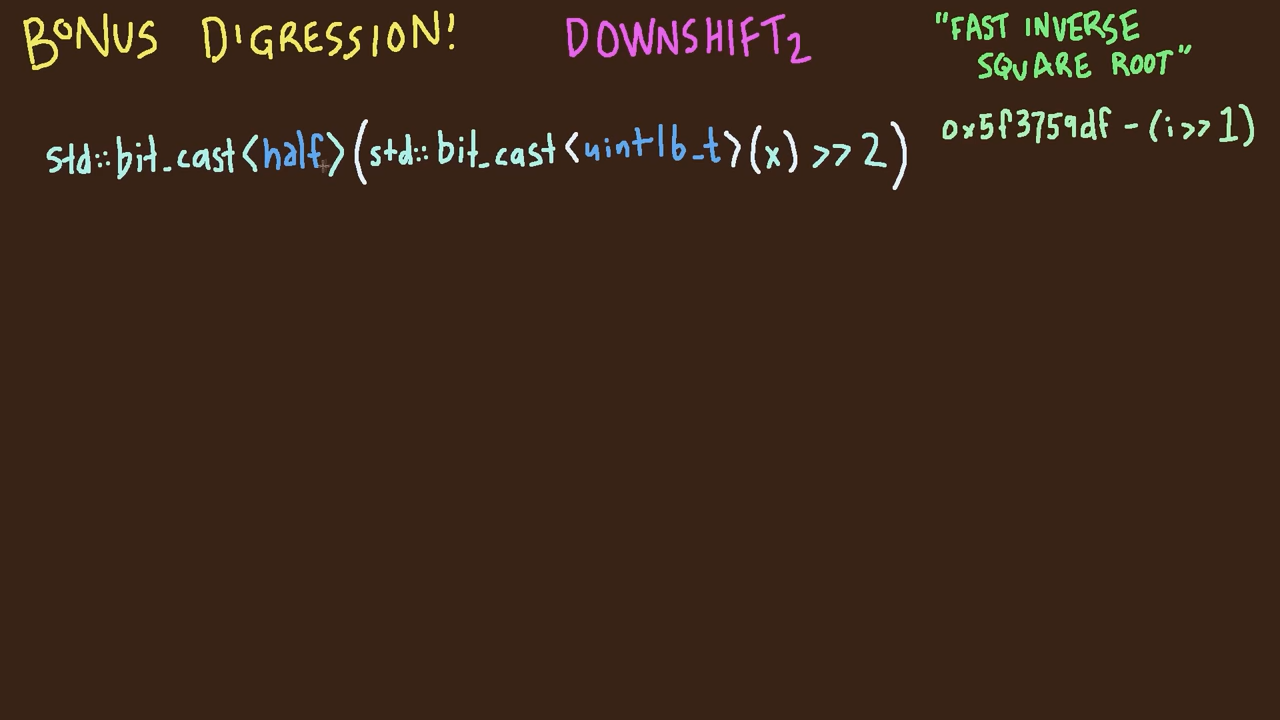 BONUS DIGRESSION!
DOWNSHIFT2
"FAST INVERSE
SQUARE ROOT"
0x5f3759df - (i >> 1)
std::bit_cast<half>(std::bit_cast<uint16_t>(x) >> 2)